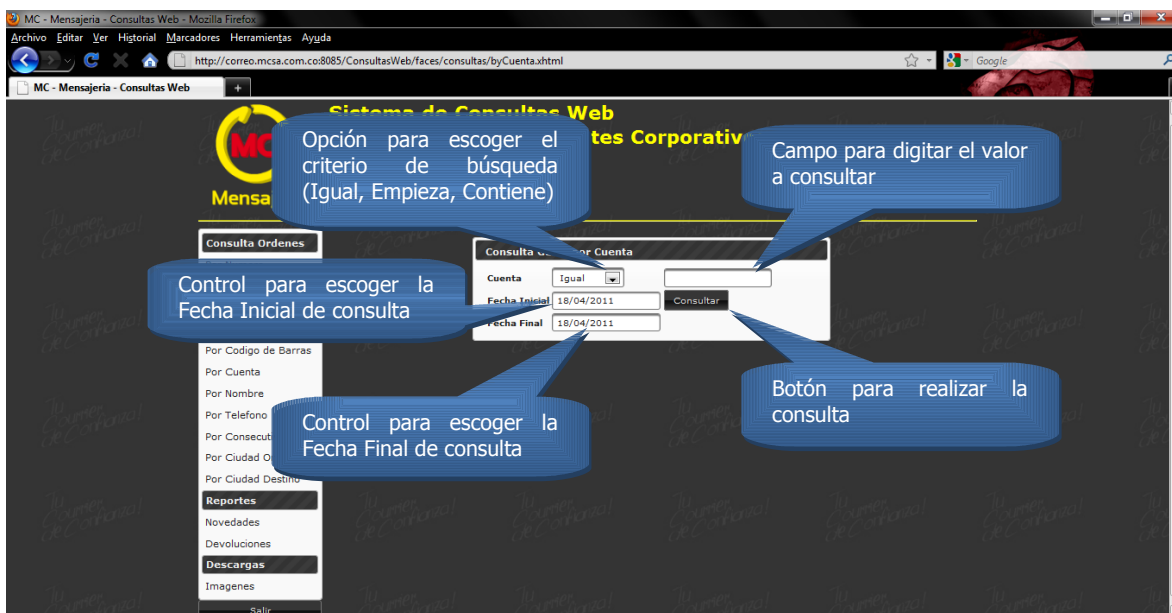 MC - Mensajeria - Consultas Web - Mozilla Firefox
Archivo Editar Ver Historial Marcadores Herramientas Ayuda
http://correo.mcsa.com.co:8085/ConsultasWeb/faces/consultas/byCuenta.xhtml
Google
MC - Mensajeria - Consultas Web
Sistema de Consultas Web
tes Corporativ
MC
Mensa
Opción para escoger el
criterio de búsqueda
(Igual, Empieza, Contiene)
Campo para digitar el valor
a consultar
Consulta Ordenes
Consulta or Cuenta
Cuenta Igual
Control para escoger la
Fecha Inicial de consulta
Fecha Inicial 18/04/2011 Consultar
Fecha Final 18/04/2011
Por Codigo de Barras
Por Cuenta
Por Nombre
Por Telefono
Por Consecut
Por Ciudad O
Por Ciudad Destino
Control para escoger la
Fecha Final de consulta
Botón para realizar la
consulta
Reportes
Novedades
Devoluciones
Descargas
Imagenes
Salir